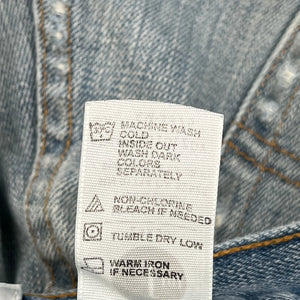 30°C
MACHINE WASH
COLD
INSIDE OUT
WASH DARK
COLORS
SEPARATELY
NON-CHLORINE
BLEACH IF NEEDED
TUMBLE DRY LOW
WARM IRON
IF NECESSARY